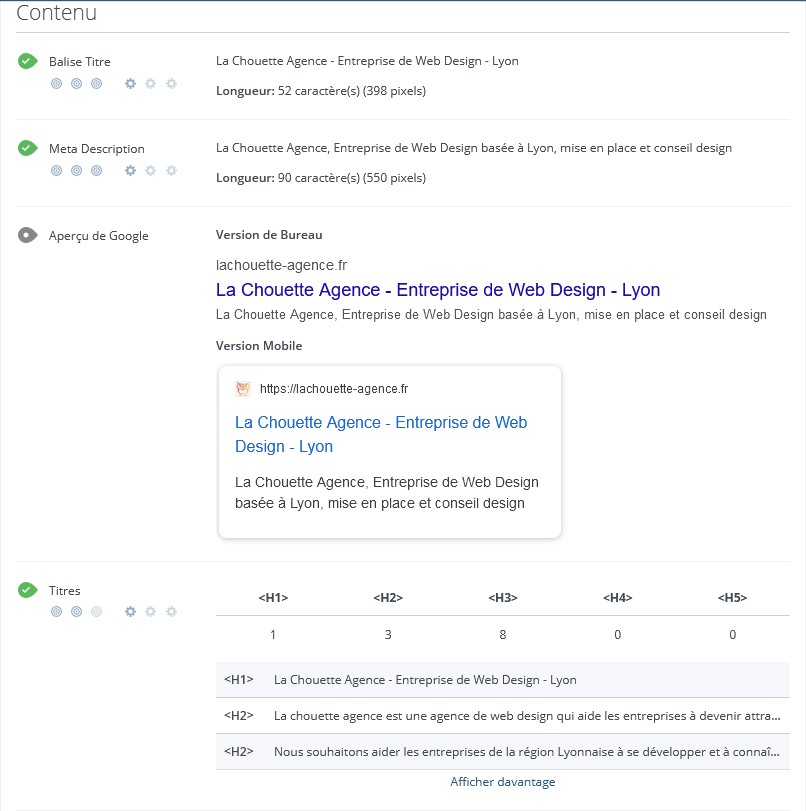 Contenu
Balise Titre
La Chouette Agence - Entreprise de Web Design - Lyon
Longueur: 52 caractère(s) (398 pixels)
Meta Description
La Chouette Agence, Entreprise de Web Design basée à Lyon, mise en place et conseil design
Longueur: 90 caractère(s) (550 pixels)
Aperçu de Google
Version de Bureau
lachouette-agence.fr
La Chouette Agence - Entreprise de Web Design - Lyon
La Chouette Agence, Entreprise de Web Design basée à Lyon, mise en place et conseil design
Version Mobile
https://lachouette-agence.fr
La Chouette Agence - Entreprise de Web
Design - Lyon
La Chouette Agence, Entreprise de Web Design
basée à Lyon, mise en place et conseil design
Titres
<H1> <H2> <H3> <H4> <H5>
1 3 8 0 0
<H1> La Chouette Agence - Entreprise de Web Design - Lyon
<H2> La chouette agence est une agence de web design qui aide les entreprises à devenir attra...
<H2> Nous souhaitons aider les entreprises de la région Lyonnaise à se développer et à connaî...
Afficher davantage